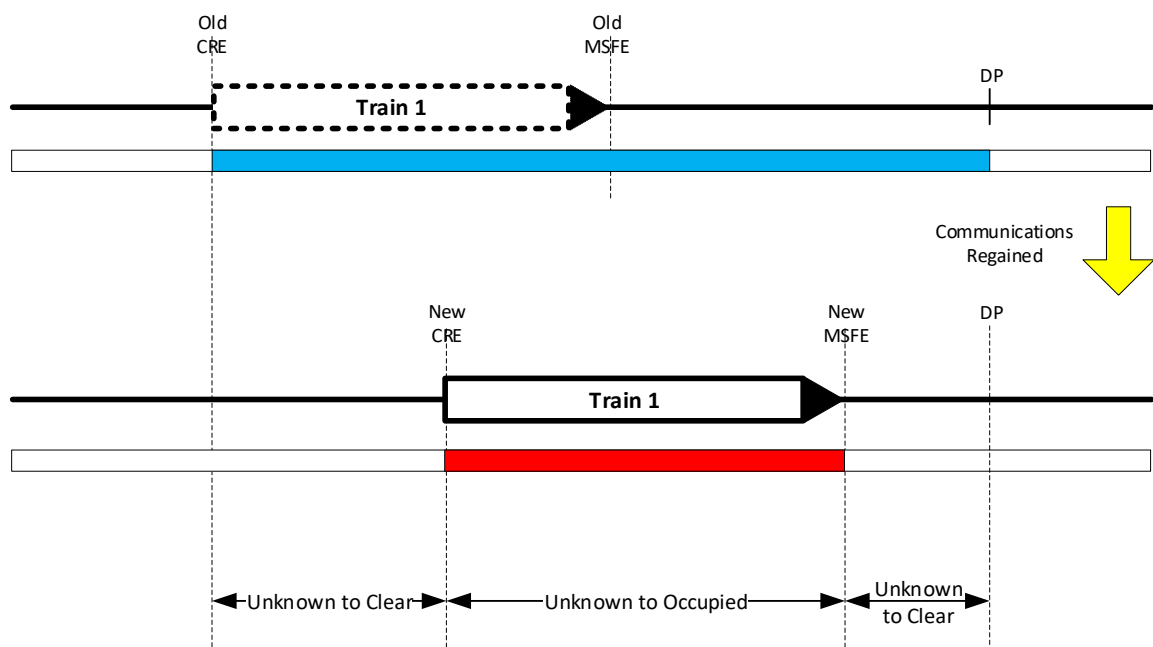 Old
CRE
Old
MSFE
DP
Train 1
Communications
Regained
New
CRE
New
MSFE
DP
Train 1
Unknown to Clear
Unknown to Occupied
Unknown
to Clear